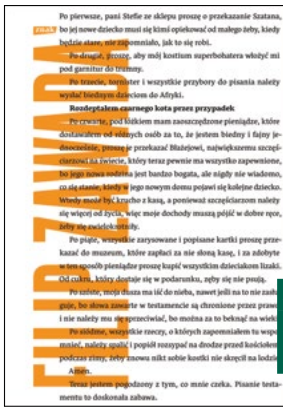 Po pierwsze, pani Stefie ze sklepu proszę o przekazanie Szatana,
bo jej nowe dziecko musi się kimś opiekować od małego żeby, kiedy
będzie stare, nie zapomniało, jak to się robi.
Po drugie, proszę, aby mój kostium superbohatera włożyć mi
pod garnitur do trumny.
Po trzecie, tornister i wszystkie przybory do pisania należy
wysłać biednym dzieciom do Afryki.
Rozdeptałem czarnego kota przez przypadek
Po czwarte, pod łóżkiem mam zaoszczędzone pieniądze, które
dostawałem od różnych osób za to, że jestem biedny i fajny je-
dnocześnie, proszę je przekazać Błażejowi, największemu szczęś-
ciarzowi na świecie, który teraz pewnie ma wszystko zapewnione,
bo jego nowa rodzina jest bardzo bogata, ale nigdy nie wiadomo,
co się stanie, kiedy w jego nowym domu pojawi się kolejne dziecko.
Wtedy może być krucho z kasą, a ponieważ szczęściarzom należy
się więcej od życia, więc moje dochody muszą pójść w dobre ręce,
żeby się zwielokrotniły.
Po piąte, wszystkie zarysowane i popisane kartki proszę prze-
kazać do muzeum, które zapłaci za nie słoną kasę, i za zdobyte
w ten sposób pieniądze proszę kupić wszystkim dzieciakom lizaki.
Od cukru, który dostaje się w podarunku, zęby się nie psują.
Po szóste, moja dusza ma iść do nieba, nawet jeśli na to nie zasłu-
guje, bo słowa zawarte w testamencie są chronione przez prawo
i nie należy mu się sprzeciwiać, bo można za to beknąć na wieki.
Po siódme, wszystkie rzeczy, o których zapomniałem tu wspo-
mnieć, należy spalić i popiół rozsypać na drodze przed kościołem
podczas zimy, żeby znowu nikt sobie kostki nie skręcił na lodzie.
Amen.
Teraz jestem pogodzony z tym, co mnie czeka. Pisanie testa-
mentu to doskonała zabawa.
znak
FILIP ZAWADA